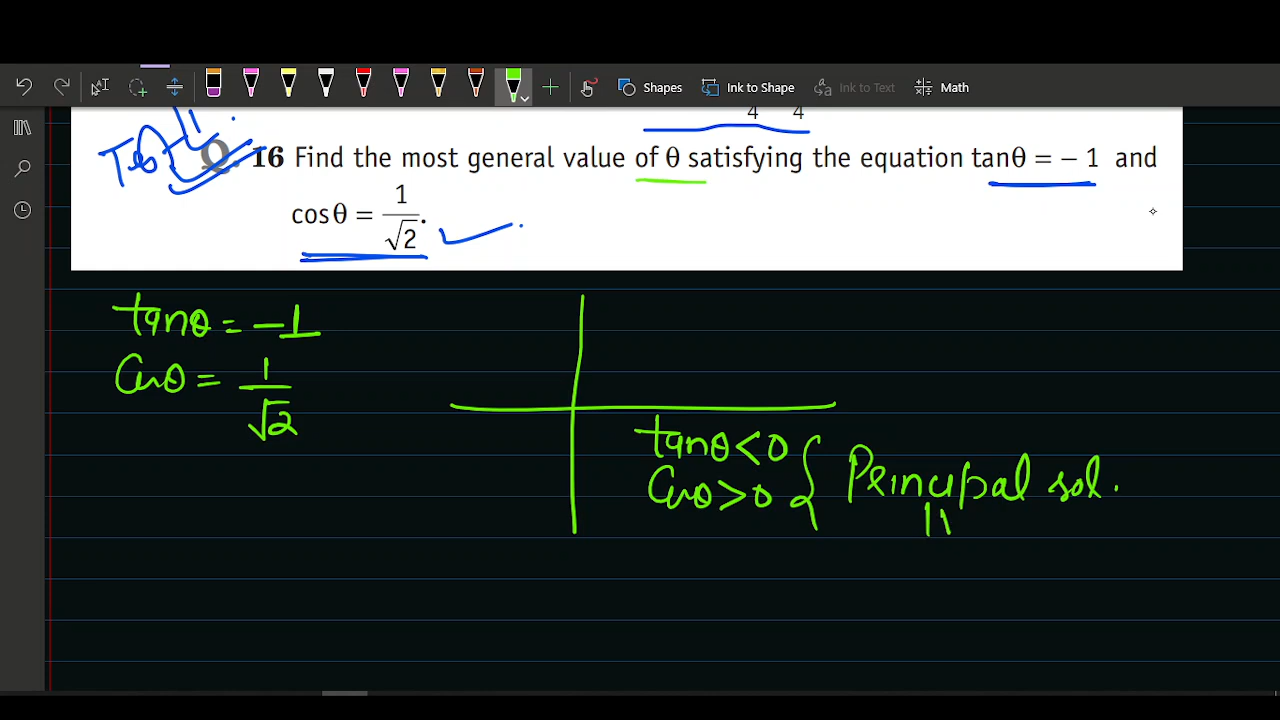 Shapes Ink to Shape Ink to Text Math
4 4
Q. 16 Find the most general value of θ satisfying the equation tanθ = – 1 and
cosθ = 1/√2.
tanθ = -1
cosθ = 1/√2
tanθ < 0
cosθ > 0 } Principal sol.